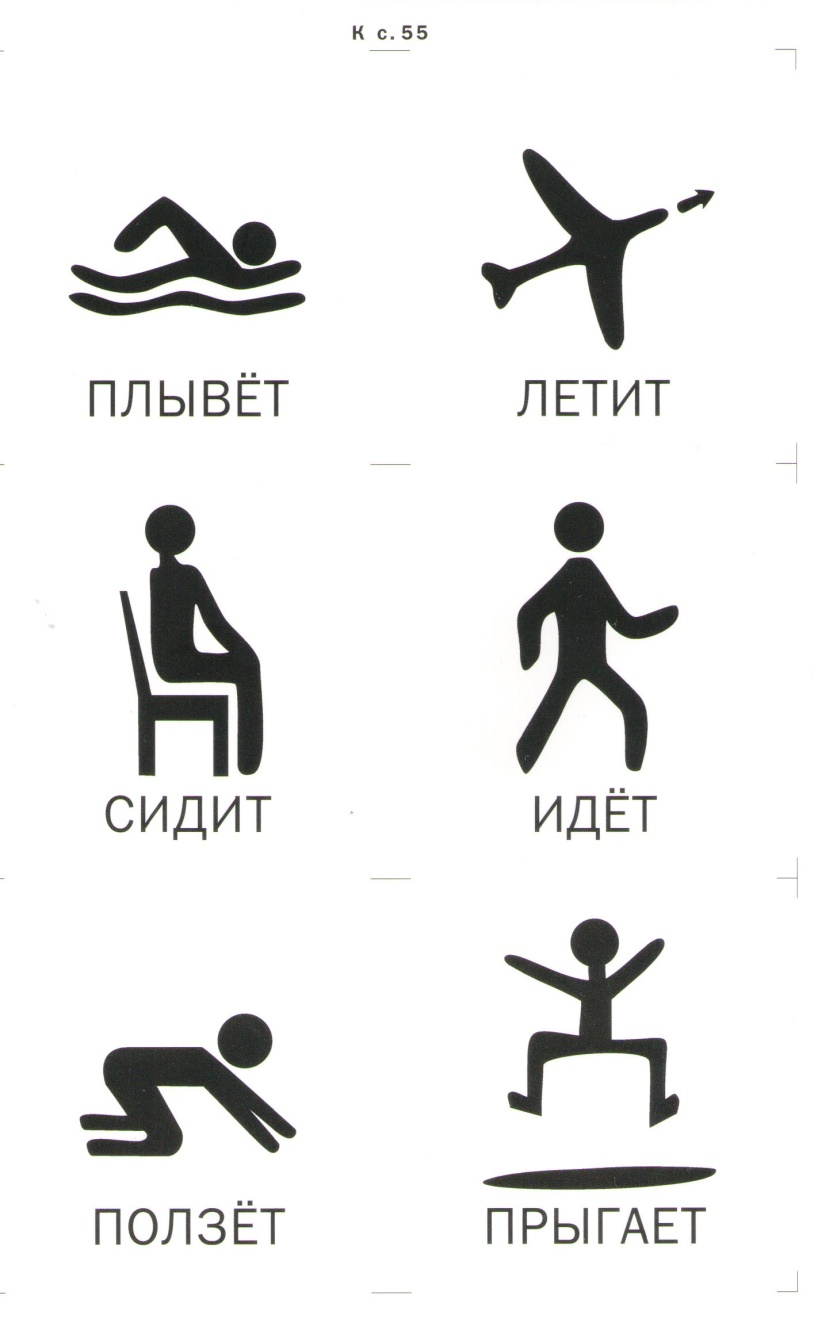 К с. 55
ПЛЫВЁТ
ЛЕТИТ
СИДИТ
ИДЁТ
ПОЛЗЁТ
ПРЫГАЕТ